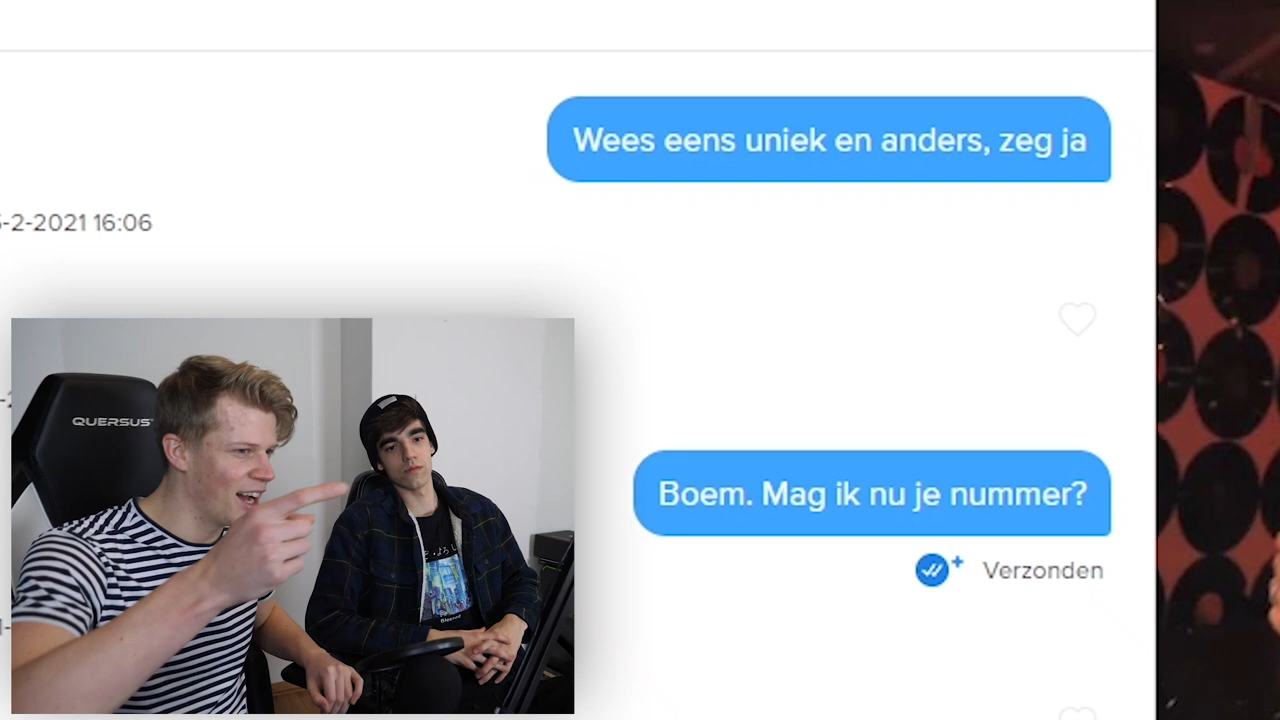 Wees eens uniek en anders, zeg ja
-2-2021 16:06
QUERSUS
Boem. Mag ik nu je nummer?
Verzonden